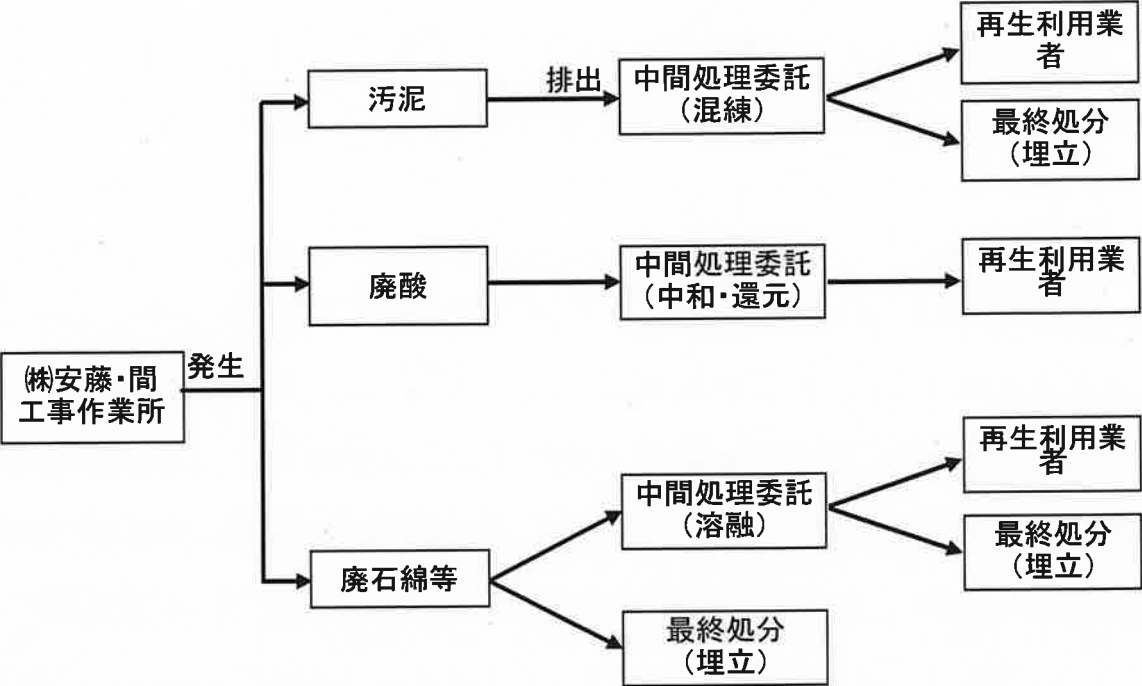 ㈱安藤・間
工事作業所
発生
汚泥
排出
中間処理委託
（混練）
再生利用業
者
最終処分
（埋立）
廃酸
中間処理委託
（中和・還元）
再生利用業
者
廃石綿等
中間処理委託
（溶融）
再生利用業
者
最終処分
（埋立）
最終処分
（埋立）